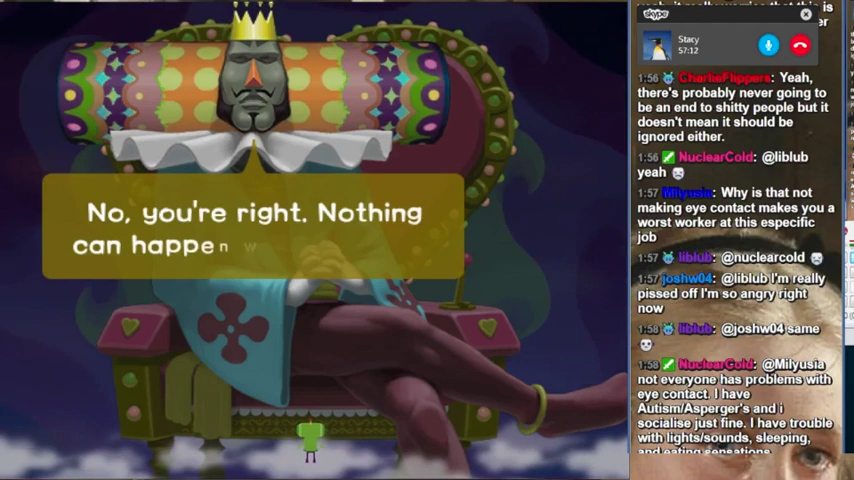 No, you're right. Nothing
can happen w
skype
Stacy
57:12
1:56 CharlieFlippers: Yeah,
there's probably never going to
be an end to shitty people but it
doesn't mean it should be
ignored either.
1:56 NuclearCold: @liblub
yeah
1:57 Milyusia: Why is that not
making eye contact makes you a
worst worker at this especific
job
1:57 liblub: @nuclearcold
1:57 joshw04: @liblub I'm really
pissed off I'm so angry right
now
1:58 liblub: @joshw04 same
1:58 NuclearCold: @Milyusia
not everyone has problems with
eye contact. I have
Autism/Asperger's and i
socialise just fine. I have trouble
with lights/sounds, sleeping,
and eating sensations.